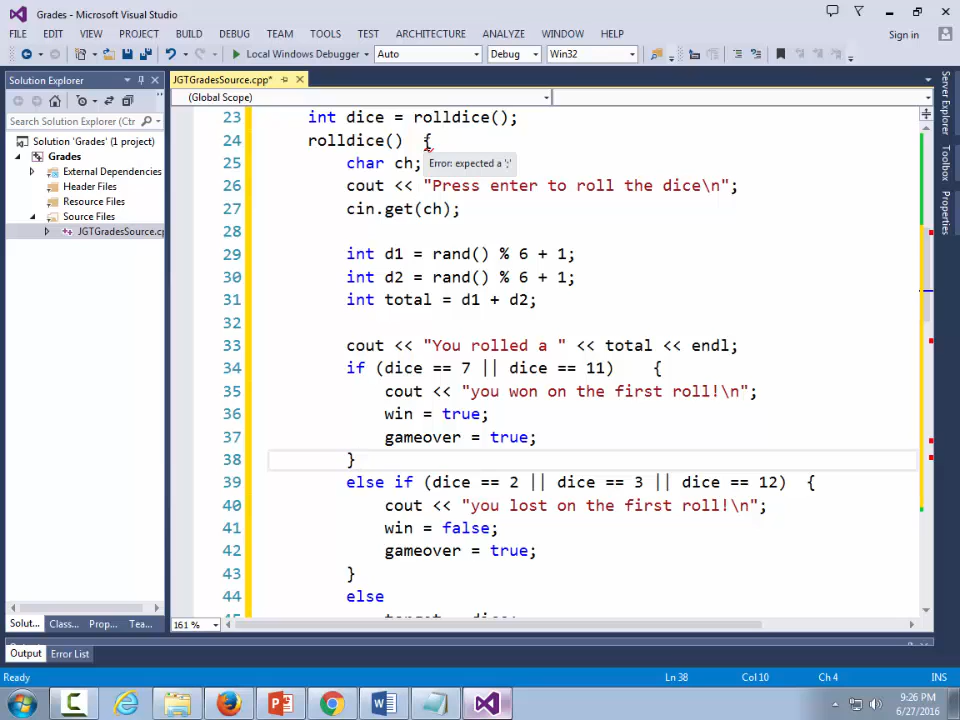 Grades - Microsoft Visual Studio
FILE EDIT VIEW PROJECT BUILD DEBUG TEAM TOOLS TEST ARCHITECTURE ANALYZE WINDOW HELP Sign in
Local Windows Debugger Auto Debug Win32
Solution Explorer
Search Solution Explorer (Ctr
Solution 'Grades' (1 project)
Grades
External Dependencies
Header Files
Resource Files
Source Files
JGTGradesSource.cp
Solut... Class... Prop... Tea...
JGTGradesSource.cpp*
(Global Scope)
23 int dice = rolldice();
24 rolldice() {
Error: expected a ';'
25 char ch;
26 cout << "Press enter to roll the dice\n";
27 cin.get(ch);
28
29 int d1 = rand() % 6 + 1;
30 int d2 = rand() % 6 + 1;
31 int total = d1 + d2;
32
33 cout << "You rolled a " << total << endl;
34 if (dice == 7 || dice == 11) {
35 cout << "you won on the first roll!\n";
36 win = true;
37 gameover = true;
38 }
39 else if (dice == 2 || dice == 3 || dice == 12) {
40 cout << "you lost on the first roll!\n";
41 win = false;
42 gameover = true;
43 }
44 else
161 %
Server Explorer
Toolbox
Properties
Output Error List
Ready Ln 38 Col 10 Ch 4 INS
9:26 PM
6/27/2016